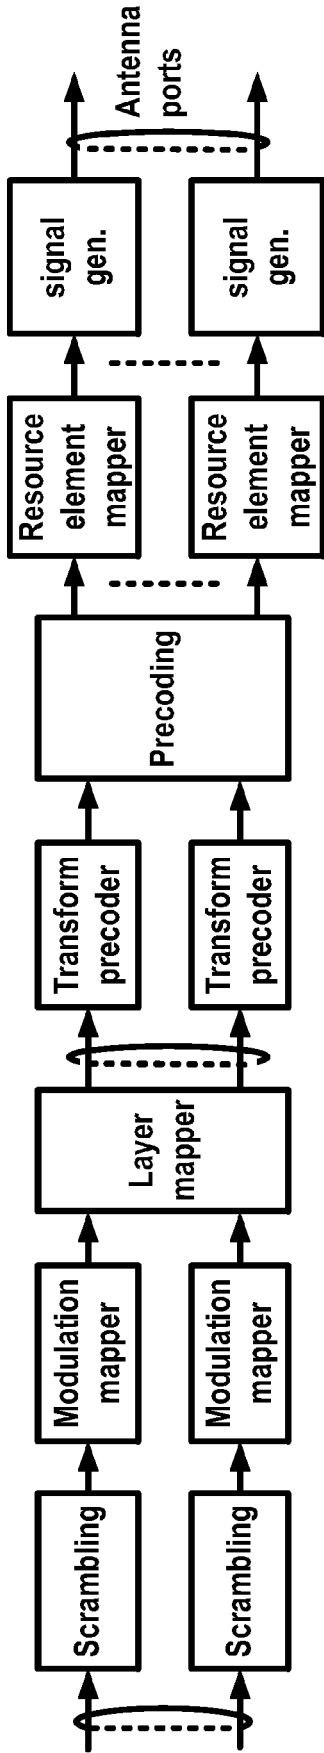 Scrambling
Modulation
mapper
Layer
mapper
Transform
precoder
Precoding
Resource
element
mapper
signal
gen.
Antenna
ports
Scrambling
Modulation
mapper
Transform
precoder
Resource
element
mapper
signal
gen.